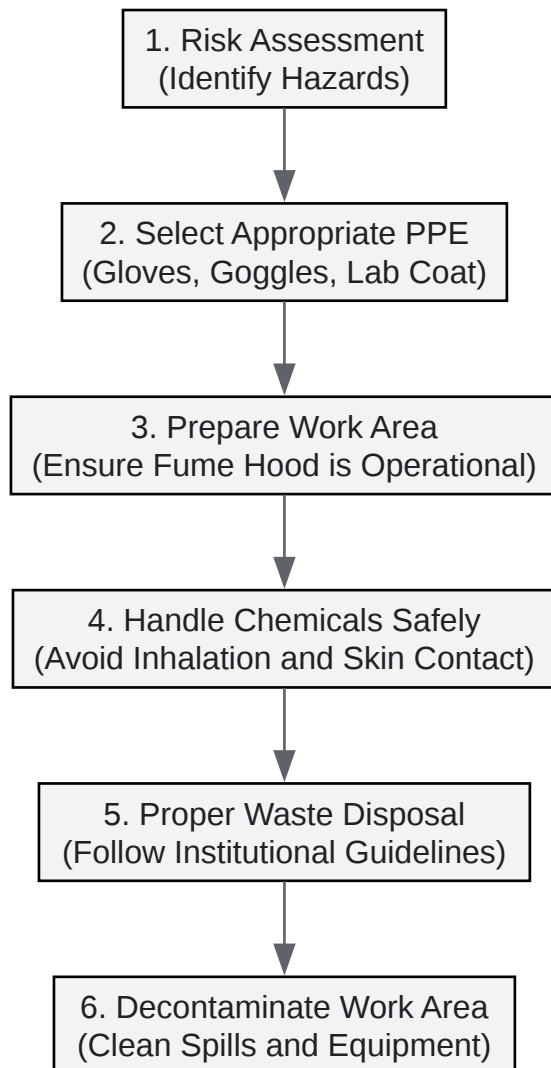 1. Risk Assessment
(Identify Hazards)
2. Select Appropriate PPE
(Gloves, Goggles, Lab Coat)
3. Prepare Work Area
(Ensure Fume Hood is Operational)
4. Handle Chemicals Safely
(Avoid Inhalation and Skin Contact)
5. Proper Waste Disposal
(Follow Institutional Guidelines)
6. Decontaminate Work Area
(Clean Spills and Equipment)